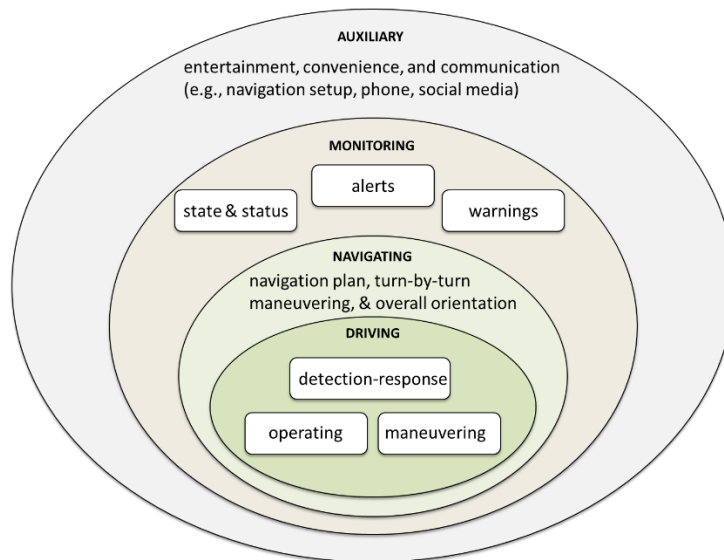 AUXILIARY
entertainment, convenience, and communication
(e.g., navigation setup, phone, social media)
MONITORING
alerts
state & status
warnings
NAVIGATING
navigation plan, turn-by-turn
maneuvering, & overall orientation
DRIVING
detection-response
operating
maneuvering